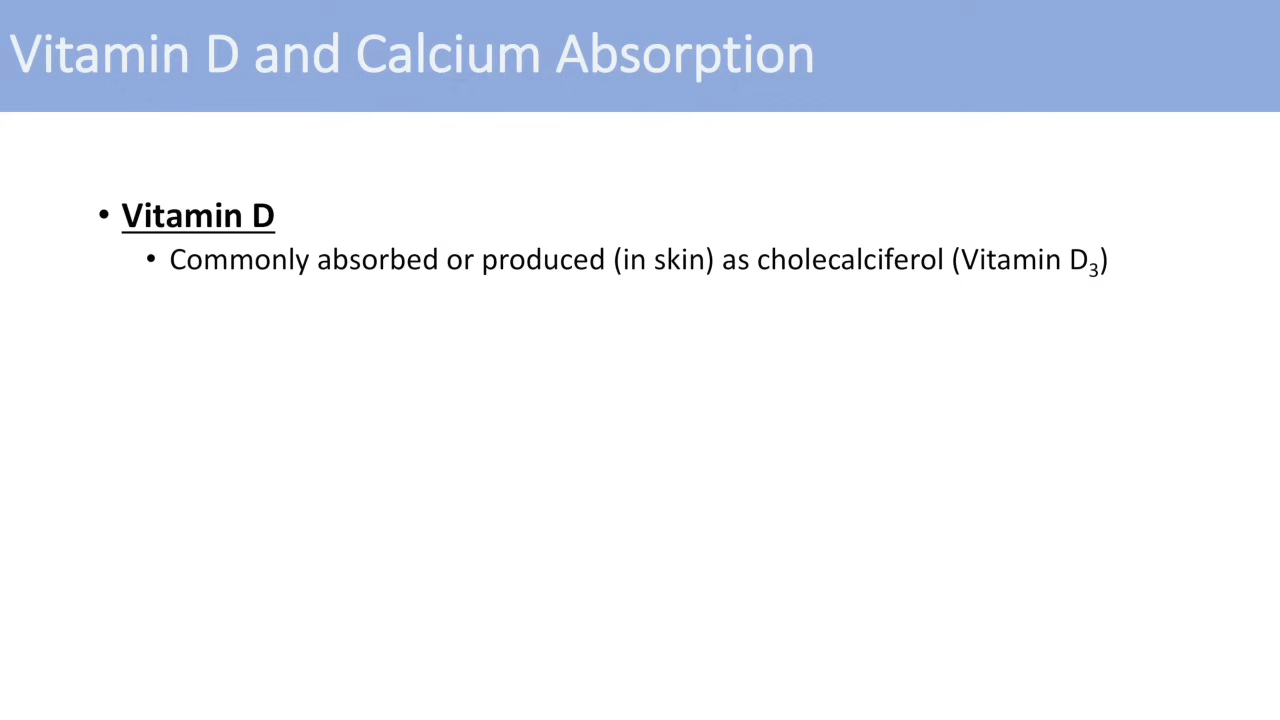 Vitamin D and Calcium Absorption
• Vitamin D
• Commonly absorbed or produced (in skin) as cholecalciferol (Vitamin D₃)